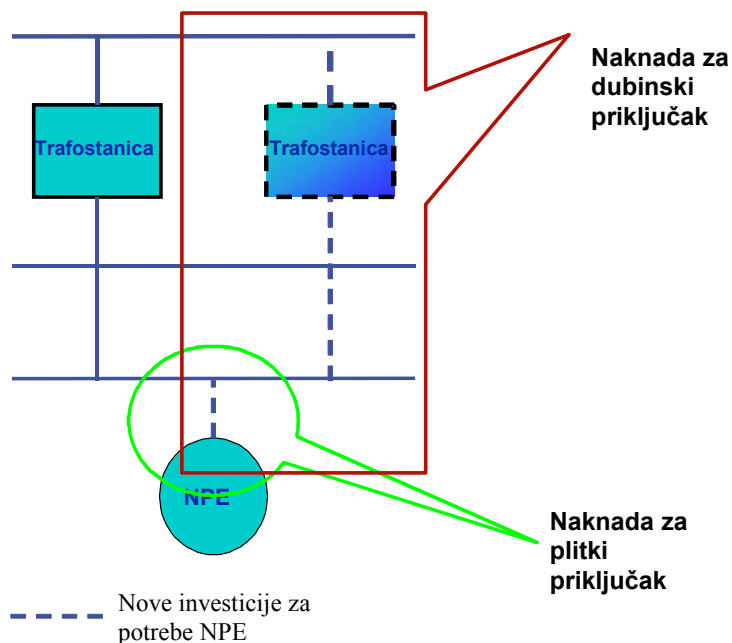 Naknada za
dubinski
priključak
Trafostanica
Trafostanica
NPE
Naknada za
plitki
priključak
Nove investicije za
potrebe NPE